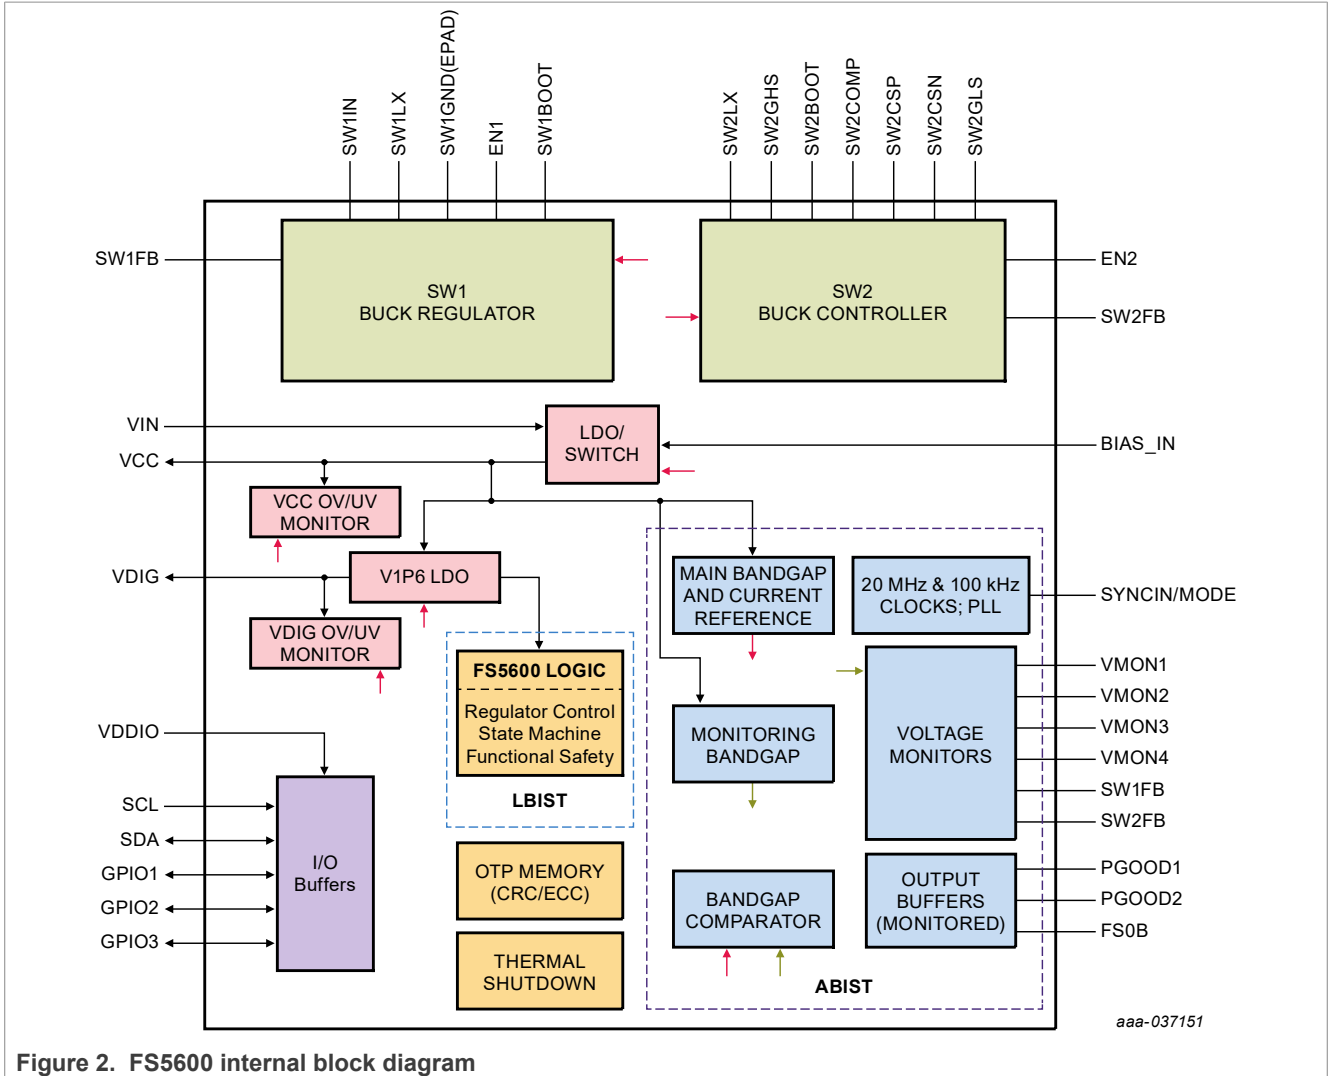 SW1IN
SW1LX
SW1GND(EPAD)
EN1
SW1BOOT
SW2LX
SW2GHS
SW2BOOT
SW2COMP
SW2CSP
SW2CSN
SW2GLS
SW1FB
SW1
BUCK REGULATOR
SW2
BUCK CONTROLLER
EN2
SW2FB
VIN
VCC
LDO/
SWITCH
BIAS_IN
VCC OV/UV
MONITOR
VDIG
V1P6 LDO
VDIG OV/UV
MONITOR
MAIN BANDGAP
AND CURRENT
REFERENCE
20 MHz & 100 kHz
CLOCKS; PLL
SYNCIN/MODE
FS5600 LOGIC
Regulator Control
State Machine
Functional Safety
LBIST
MONITORING
BANDGAP
VOLTAGE
MONITORS
VMON1
VMON2
VMON3
VMON4
SW1FB
SW2FB
VDDIO
SCL
SDA
GPIO1
GPIO2
GPIO3
I/O
Buffers
OTP MEMORY
(CRC/ECC)
THERMAL
SHUTDOWN
BANDGAP
COMPARATOR
OUTPUT
BUFFERS
(MONITORED)
PGOOD1
PGOOD2
FS0B
ABIST
aaa-037151
Figure 2. FS5600 internal block diagram